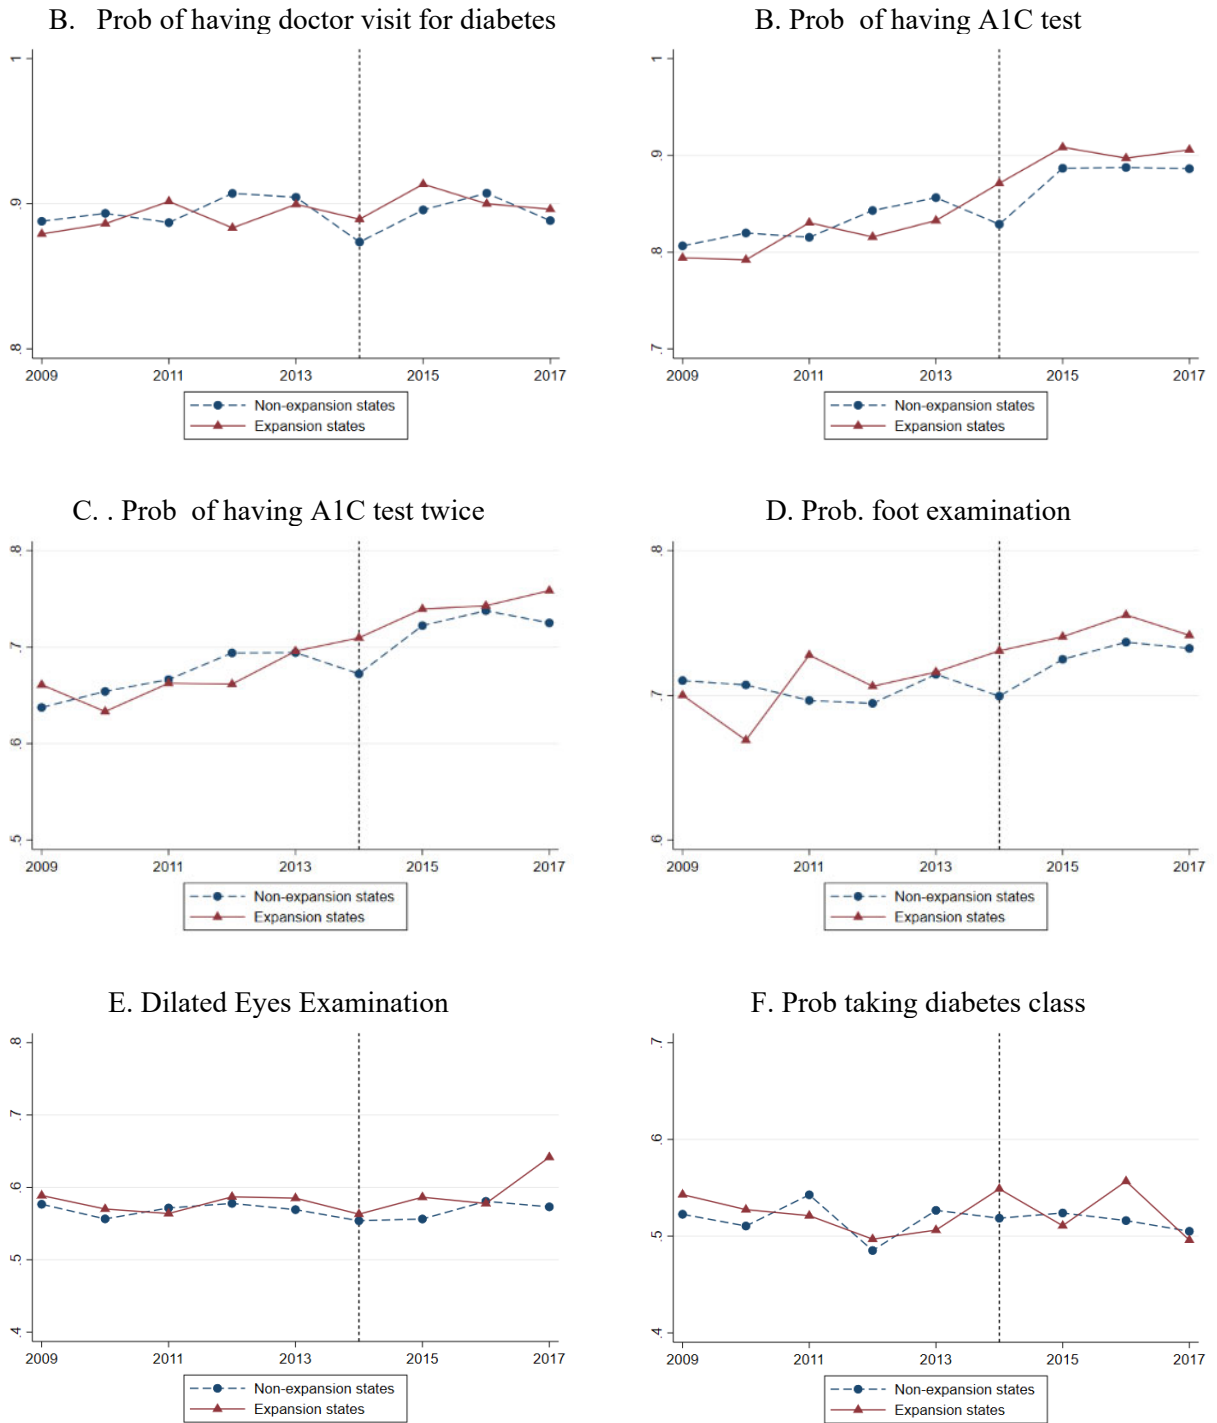 B. Prob of having doctor visit for diabetes
1
.9
.8
2009 2011 2013 2015 2017
Non-expansion states
Expansion states
B. Prob of having A1C test
1
.9
.8
.7
2009 2011 2013 2015 2017
Non-expansion states
Expansion states
C. . Prob of having A1C test twice
.8
.7
.6
.5
2009 2011 2013 2015 2017
Non-expansion states
Expansion states
D. Prob. foot examination
.8
.7
.6
2009 2011 2013 2015 2017
Non-expansion states
Expansion states
E. Dilated Eyes Examination
.8
.7
.6
.5
.4
2009 2011 2013 2015 2017
Non-expansion states
Expansion states
F. Prob taking diabetes class
.7
.6
.5
.4
2009 2011 2013 2015 2017
Non-expansion states
Expansion states